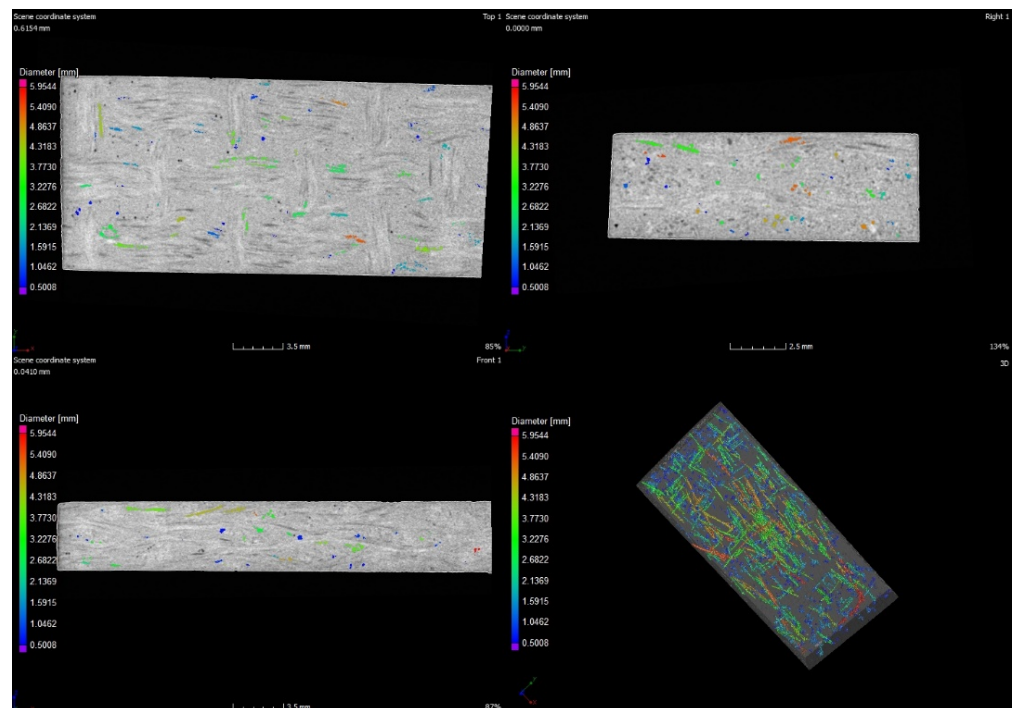 Scene coordinate system
Top 1
0.6154 mm
Diameter [mm]
5.9544
5.4090
4.8637
4.3183
3.7730
3.2276
2.6822
2.1369
1.5915
1.0462
0.5008
3.5 mm
85%
Scene coordinate system
Right 1
0.0000 mm
Diameter [mm]
5.9544
5.4090
4.8637
4.3183
3.7730
3.2276
2.6822
2.1369
1.5915
1.0462
0.5008
2.5 mm
134%
Scene coordinate system
Front 1
0.0410 mm
Diameter [mm]
5.9544
5.4090
4.8637
4.3183
3.7730
3.2276
2.6822
2.1369
1.5915
1.0462
0.5008
3.5 mm
87%
3D
Diameter [mm]
5.9544
5.4090
4.8637
4.3183
3.7730
3.2276
2.6822
2.1369
1.5915
1.0462
0.5008